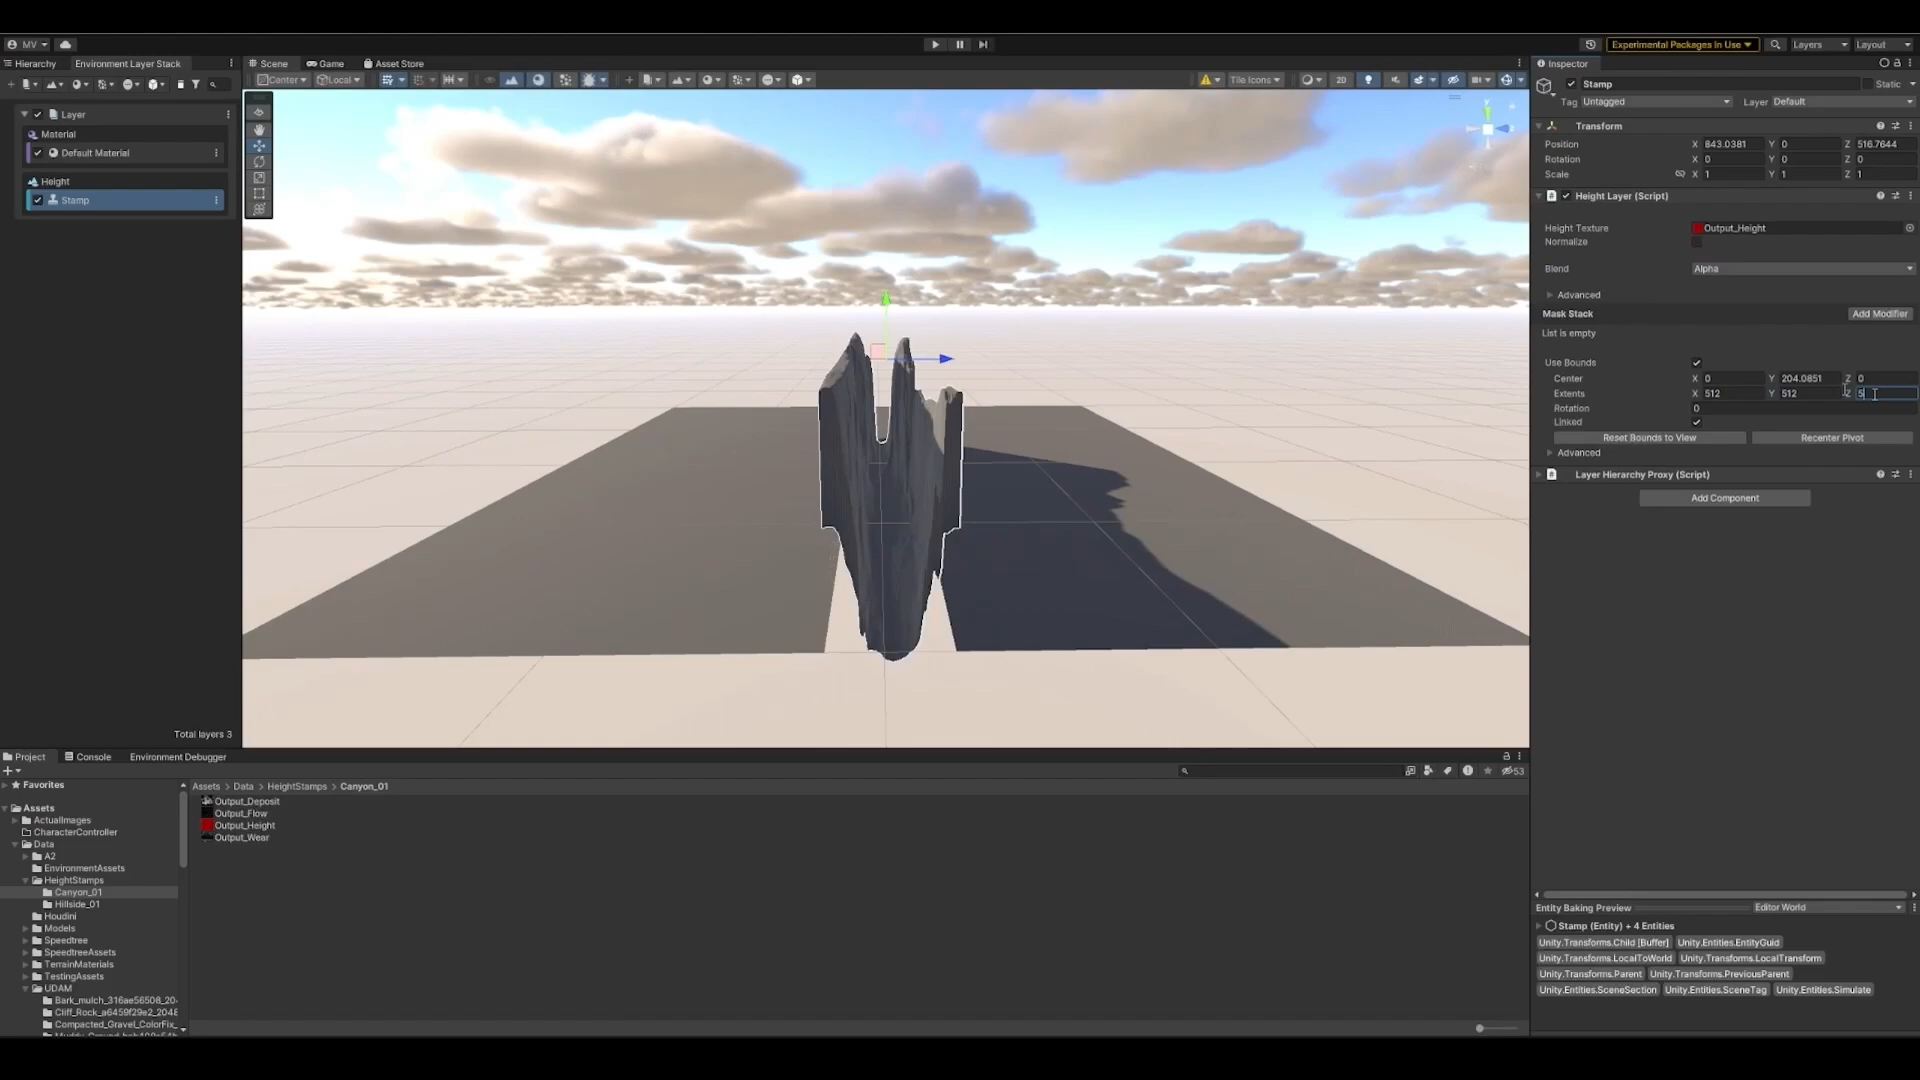 MV
Experimental Packages In Use
Layers
Layout
Hierarchy
Environment Layer Stack
Scene
Game
Asset Store
Inspector
Center
Local
2D
Tile Icons
Layer
Material
Default Material
Height
Stamp
Total layers 3
Stamp
Static
Tag Untagged
Layer Default
Transform
Position X 843.0381 Y 0 Z 516.7644
Rotation X 0 Y 0 Z 0
Scale X 1 Y 1 Z 1
Height Layer (Script)
Height Texture Output_Height
Normalize
Blend Alpha
Advanced
Mask Stack Add Modifier
List is empty
Use Bounds
Center X 0 Y 204.0851 Z 0
Extents X 512 Y 512 Z 5
Rotation 0
Linked
Reset Bounds to View Recenter Pivot
Advanced
Layer Hierarchy Proxy (Script)
Add Component
Project
Console
Environment Debugger
53
Favorites
Assets
ActualImages
CharacterController
Data
A2
EnvironmentAssets
HeightStamps
Canyon_01
Hillside_01
Houdini
Models
Speedtree
SpeedtreeAssets
TerrainMaterials
TestingAssets
UDAM
Bark_mulch_316ae56508_20
Cliff_Rock_a6459f29e2_2048
Compacted_Gravel_ColorFix_
Assets > Data > HeightStamps > Canyon_01
Output_Deposit
Output_Flow
Output_Height
Output_Wear
Entity Baking Preview Editor World
Stamp (Entity) + 4 Entities
Unity.Transforms.Child [Buffer] Unity.Entities.EntityGuid
Unity.Transforms.LocalToWorld Unity.Transforms.LocalTransform
Unity.Transforms.Parent Unity.Transforms.PreviousParent
Unity.Entities.SceneSection Unity.Entities.SceneTag Unity.Entities.Simulate